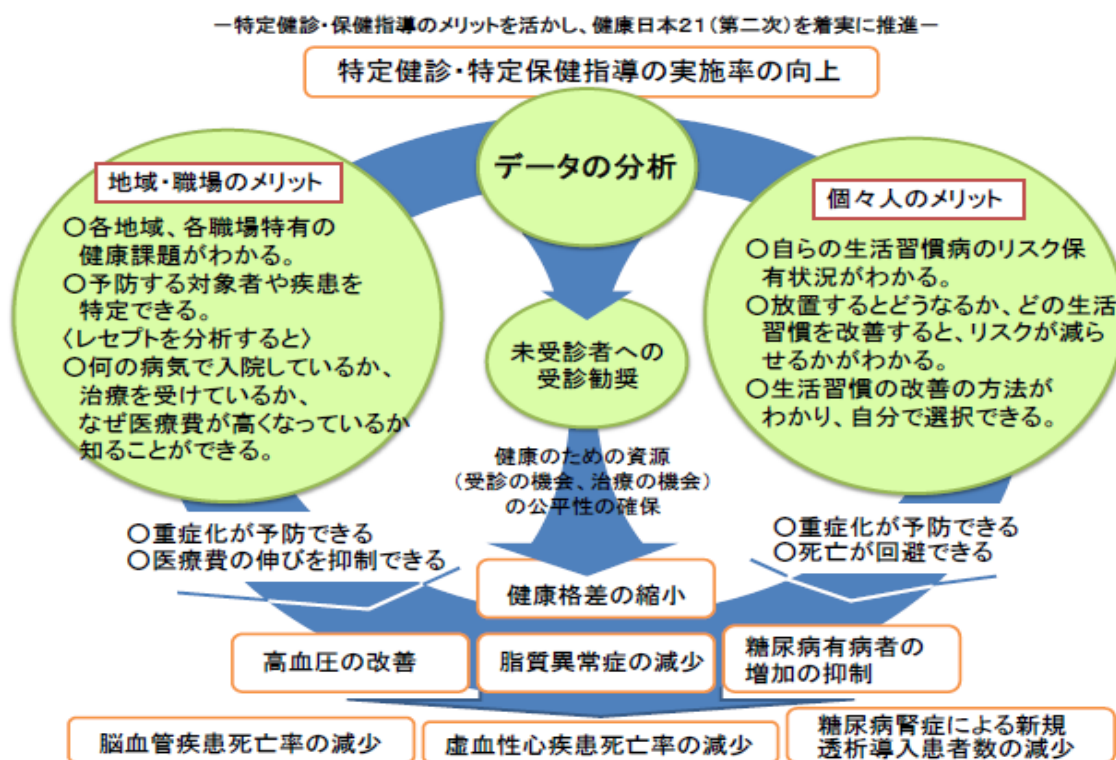 －特定健診・保健指導のメリットを活かし、健康日本２１（第二次）を着実に推進－
特定健診・特定保健指導の実施率の向上
データの分析
地域・職場のメリット
○各地域、各職場特有の
健康課題がわかる。
○予防する対象者や疾患を
特定できる。
〈レセプトを分析すると〉
○何の病気で入院しているか、
治療を受けているか、
なぜ医療費が高くなっているか
知ることができる。
個々人のメリット
○自らの生活習慣病のリスク保
有状況がわかる。
○放置するとどうなるか、どの生活
習慣を改善すると、リスクが減ら
せるかがわかる。
○生活習慣の改善の方法が
わかり、自分で選択できる。
未受診者への
受診勧奨
健康のための資源
（受診の機会、治療の機会）
の公平性の確保
○重症化が予防できる
○医療費の伸びを抑制できる
○重症化が予防できる
○死亡が回避できる
健康格差の縮小
高血圧の改善
脂質異常症の減少
糖尿病有病者の
増加の抑制
脳血管疾患死亡率の減少
虚血性心疾患死亡率の減少
糖尿病腎症による新規
透析導入患者数の減少